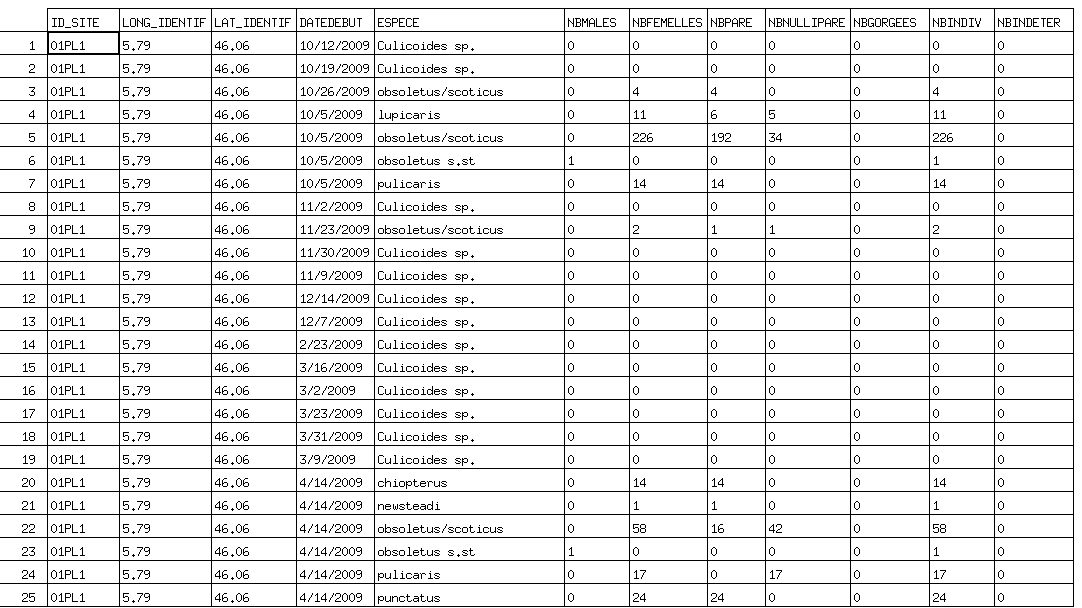 ID_SITE LONG_IDENTIF LAT_IDENTIF DATEDEBUT ESPECE NBMALES NBFEMELLES NBPARE NBNULLIPARE NBGORGEES NBINDIV NBINDETER
1 01PL1 5.79 46.06 10/12/2009 Culicoides sp. 0 0 0 0 0 0 0
2 01PL1 5.79 46.06 10/19/2009 Culicoides sp. 0 0 0 0 0 0 0
3 01PL1 5.79 46.06 10/26/2009 obsoletus/scoticus 0 4 4 0 0 4 0
4 01PL1 5.79 46.06 10/5/2009 lupicaris 0 11 6 5 0 11 0
5 01PL1 5.79 46.06 10/5/2009 obsoletus/scoticus 0 226 192 34 0 226 0
6 01PL1 5.79 46.06 10/5/2009 obsoletus s.st 1 0 0 0 0 1 0
7 01PL1 5.79 46.06 10/5/2009 pulicaris 0 14 14 0 0 14 0
8 01PL1 5.79 46.06 11/2/2009 Culicoides sp. 0 0 0 0 0 0 0
9 01PL1 5.79 46.06 11/23/2009 obsoletus/scoticus 0 2 1 1 0 2 0
10 01PL1 5.79 46.06 11/30/2009 Culicoides sp. 0 0 0 0 0 0 0
11 01PL1 5.79 46.06 11/9/2009 Culicoides sp. 0 0 0 0 0 0 0
12 01PL1 5.79 46.06 12/14/2009 Culicoides sp. 0 0 0 0 0 0 0
13 01PL1 5.79 46.06 12/7/2009 Culicoides sp. 0 0 0 0 0 0 0
14 01PL1 5.79 46.06 2/23/2009 Culicoides sp. 0 0 0 0 0 0 0
15 01PL1 5.79 46.06 3/16/2009 Culicoides sp. 0 0 0 0 0 0 0
16 01PL1 5.79 46.06 3/2/2009 Culicoides sp. 0 0 0 0 0 0 0
17 01PL1 5.79 46.06 3/23/2009 Culicoides sp. 0 0 0 0 0 0 0
18 01PL1 5.79 46.06 3/31/2009 Culicoides sp. 0 0 0 0 0 0 0
19 01PL1 5.79 46.06 3/9/2009 Culicoides sp. 0 0 0 0 0 0 0
20 01PL1 5.79 46.06 4/14/2009 chiopterus 0 14 14 0 0 14 0
21 01PL1 5.79 46.06 4/14/2009 newsteadi 0 1 1 0 0 1 0
22 01PL1 5.79 46.06 4/14/2009 obsoletus/scoticus 0 58 16 42 0 58 0
23 01PL1 5.79 46.06 4/14/2009 obsoletus s.st 1 0 0 0 0 1 0
24 01PL1 5.79 46.06 4/14/2009 pulicaris 0 17 0 17 0 17 0
25 01PL1 5.79 46.06 4/14/2009 punctatus 0 24 24 0 0 24 0